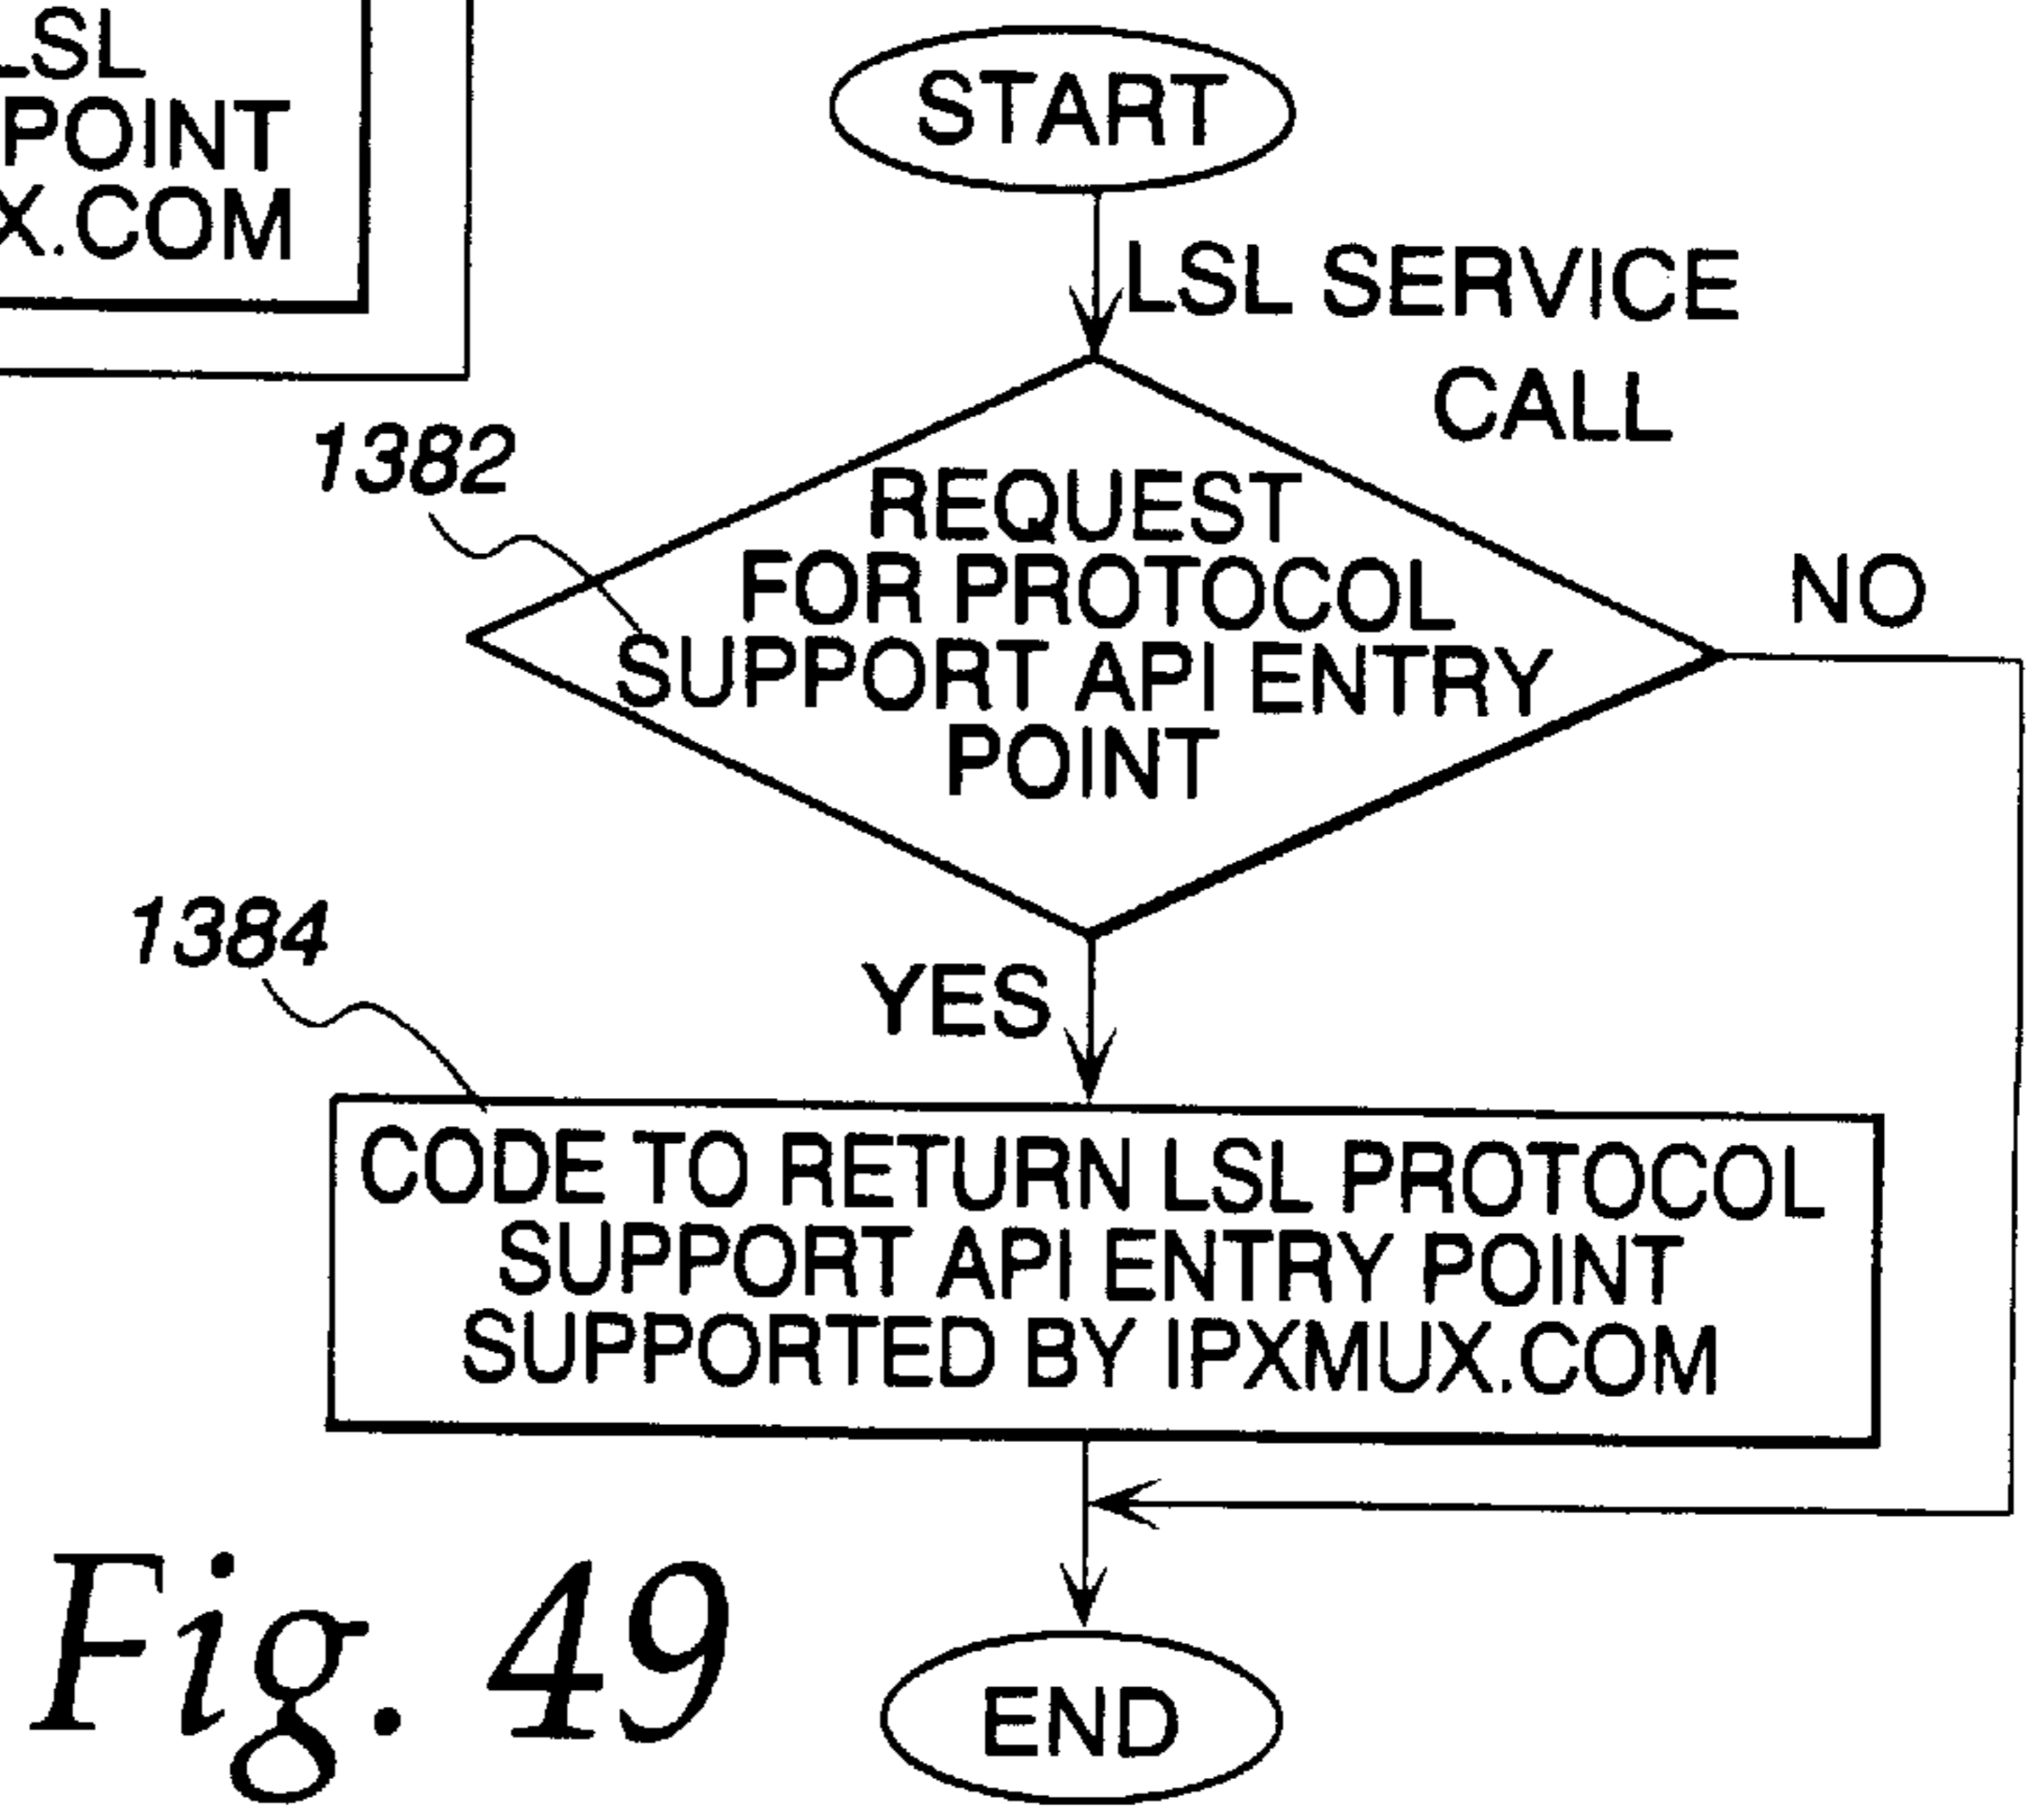 LSL
POINT
X.COM
START
LSL SERVICE
CALL
1382
REQUEST
FOR PROTOCOL
SUPPORT API ENTRY
POINT
NO
1384
YES
CODE TO RETURN LSL PROTOCOL
SUPPORT API ENTRY POINT
SUPPORTED BY IPXMUX.COM
Fig. 49
END